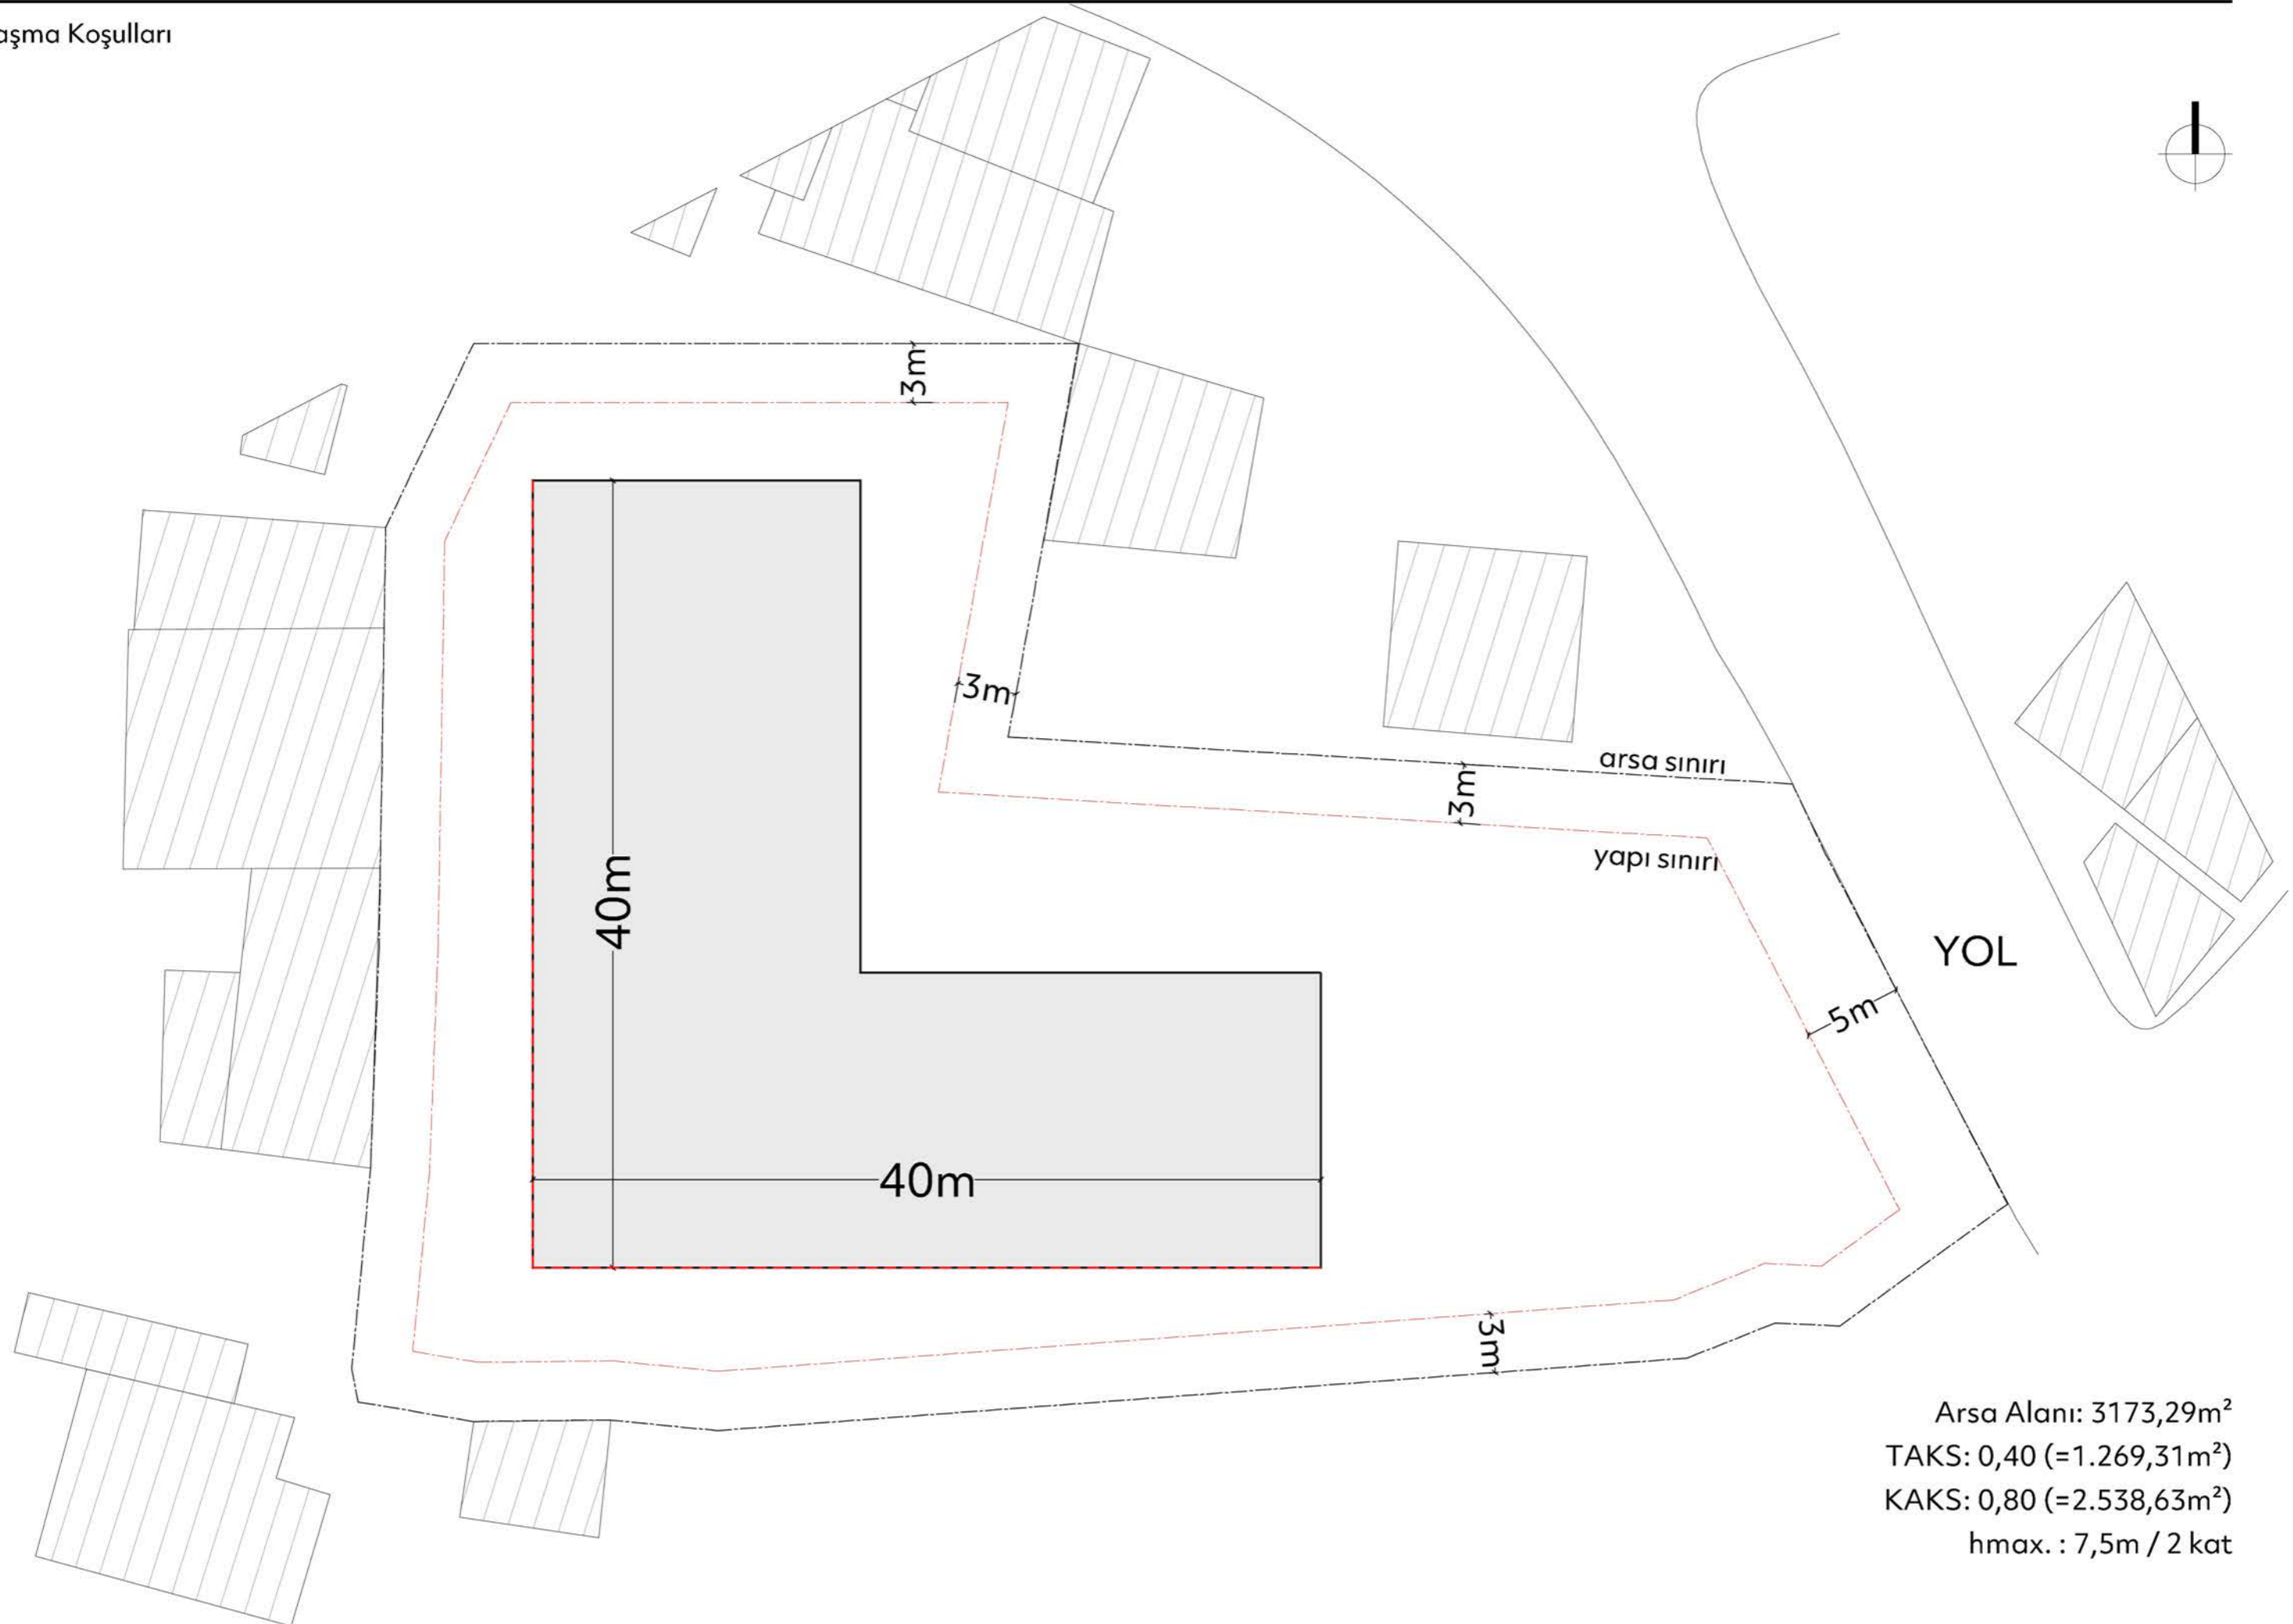 aşma Koşulları
3m
3m
arsa sınırı
3m
yapı sınırı
40m
YOL
5m
40m
3m
Arsa Alanı: 3173,29m²
TAKS: 0,40 (=1.269,31m²)
KAKS: 0,80 (=2.538,63m²)
hmax. : 7,5m / 2 kat